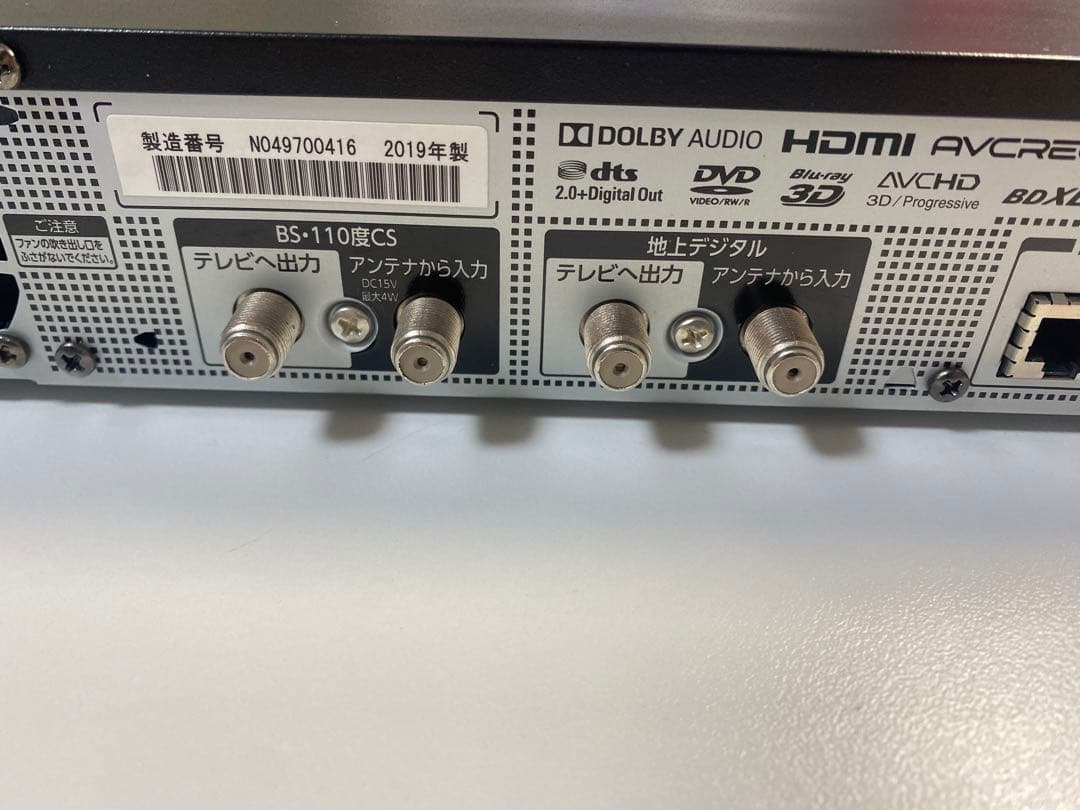 製造番号 N049700416 2019年製
DOLBY AUDIO HDMI AVCREC
dts
2.0+Digital Out
DVD
VIDEO/RW/R
Blu-ray
3D
AVCHD
3D/Progressive
BDXL
ご注意
ファンの吹き出し口を
ふさがないでください。
BS・110度CS
テレビへ出力
アンテナから入力
DC15V
最大4W
地上デジタル
テレビへ出力
アンテナから入力